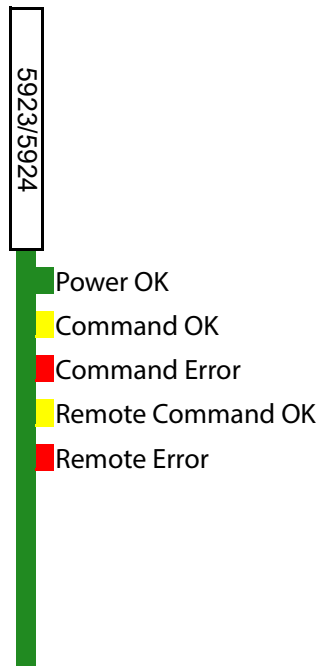 5923/5924
Power OK
Command OK
Command Error
Remote Command OK
Remote Error